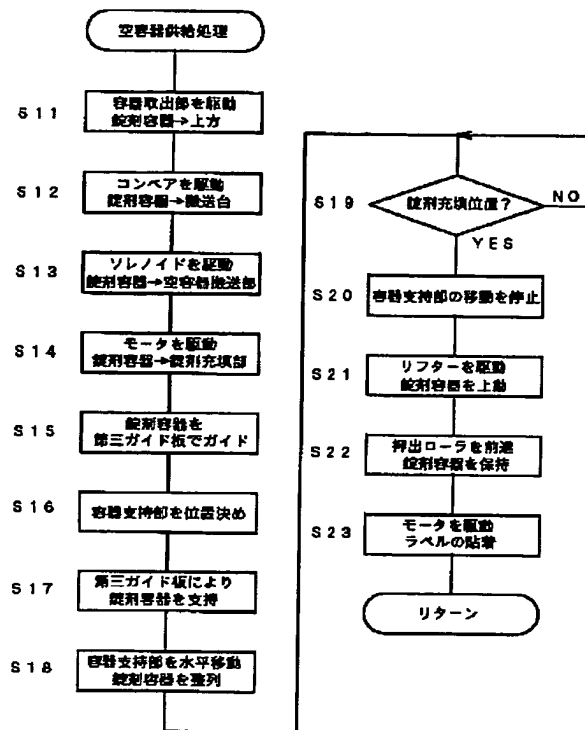 空容器供給処理
S11
容器取出部を駆動
錠剤容器→上方
S12
コンベアを駆動
錠剤容器→搬送台
S13
ソレノイドを駆動
錠剤容器→空容器搬送部
S14
モータを駆動
錠剤容器→錠剤充填部
S15
錠剤容器を
第三ガイド板でガイド
S16
容器支持部を位置決め
S17
第三ガイド板により
錠剤容器を支持
S18
容器支持部を水平移動
錠剤容器を整列
S19
錠剤充填位置?
NO
YES
S20
容器支持部の移動を停止
S21
リフターを駆動
錠剤容器を上動
S22
押出ローラを前進
錠剤容器を保持
S23
モータを駆動
ラベルの貼着
リターン